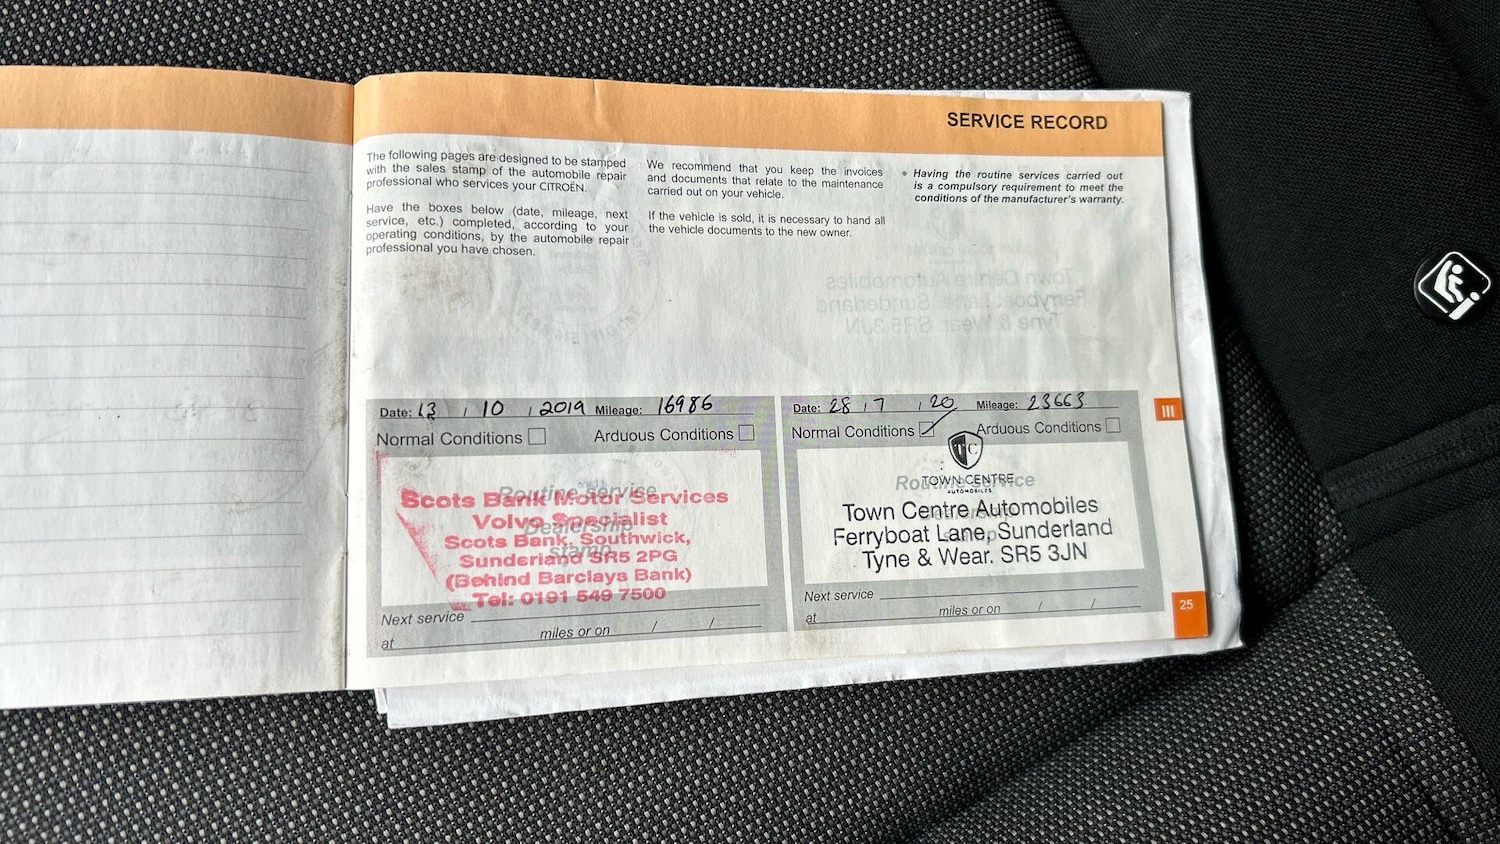 SERVICE RECORD
The following pages are designed to be stamped
with the sales stamp of the automobile repair
professional who services your CITROËN.
Have the boxes below (date, mileage, next
service, etc.) completed, according to your
operating conditions, by the automobile repair
professional you have chosen.
We recommend that you keep the invoices
and documents that relate to the maintenance
carried out on your vehicle.
If the vehicle is sold, it is necessary to hand all
the vehicle documents to the new owner.
• Having the routine services carried out
is a compulsory requirement to meet the
conditions of the manufacturer's warranty.
Date: 13 / 10 / 2019 Mileage: 16986
Normal Conditions Arduous Conditions
Routine service
Dealership
stamp
Scots Bank Motor Services
Volvo Specialist
Scots Bank, Southwick,
Sunderland SR5 2PG
(Behind Barclays Bank)
Tel: 0191 549 7500
Next service
at miles or on / /
Date: 28 / 7 / 20 Mileage: 23663
Normal Conditions Arduous Conditions
TC
TOWN CENTRE
AUTOMOBILES
Routine service
Town Centre Automobiles
Ferryboat Lane, Sunderland
Tyne & Wear. SR5 3JN
Next service
at miles or on / /
III
25